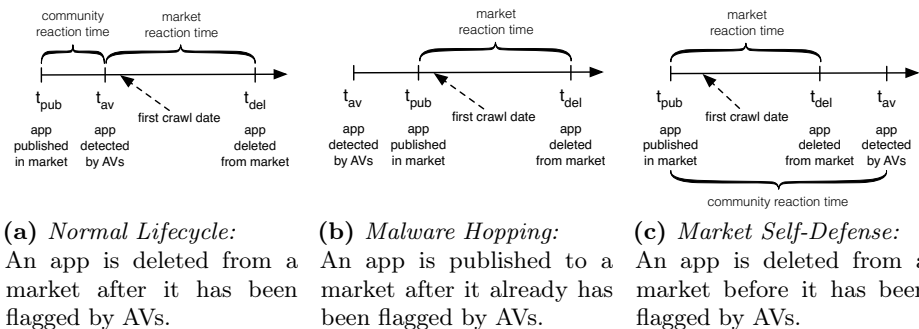 community
reaction time
market
reaction time
t_pub
t_av
t_del
first crawl date
app
published
in market
app
detected
by AVs
app
deleted
from market
(a) Normal Lifecycle:
An app is deleted from a
market after it has been
flagged by AVs.
market
reaction time
t_av
t_pub
t_del
first crawl date
app
detected
by AVs
app
published
in market
app
deleted
from market
(b) Malware Hopping:
An app is published to a
market after it already has
been flagged by AVs.
market
reaction time
t_pub
t_del
t_av
first crawl date
app
published
in market
app
deleted
from market
app
detected
by AVs
community reaction time
(c) Market Self-Defense:
An app is deleted from a
market before it has been
flagged by AVs.